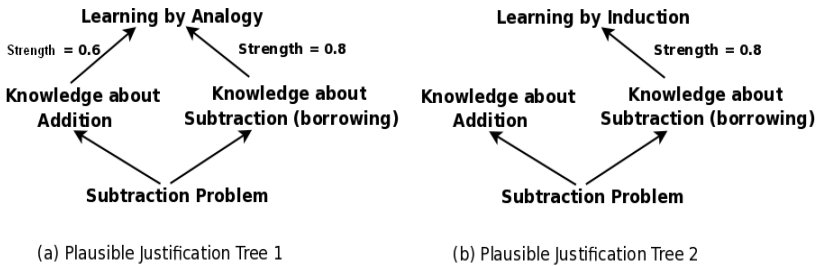 Learning by Analogy
Strength = 0.6
Strength = 0.8
Knowledge about
Addition
Knowledge about
Subtraction (borrowing)
Subtraction Problem
(a) Plausible Justification Tree 1
Learning by Induction
Strength = 0.8
Knowledge about
Addition
Knowledge about
Subtraction (borrowing)
Subtraction Problem
(b) Plausible Justification Tree 2